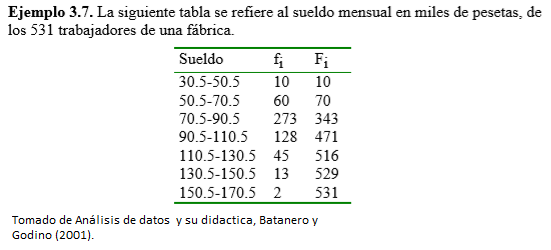 Ejemplo 3.7. La siguiente tabla se refiere al sueldo mensual en miles de pesetas, de
los 531 trabajadores de una fábrica.
Sueldo fi Fi
30.5-50.5 10 10
50.5-70.5 60 70
70.5-90.5 273 343
90.5-110.5 128 471
110.5-130.5 45 516
130.5-150.5 13 529
150.5-170.5 2 531
Tomado de Análisis de datos y su didactica, Batanero y
Godino (2001).